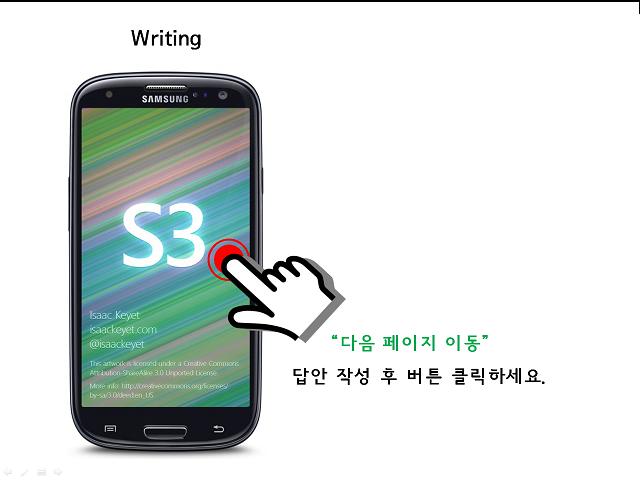 Writing
SAMSUNG
S3
Isaac Keyet
isaackeyet.com
@isaackeyet
This artwork is licensed under a Creative Commons
Attribution-ShareAlike 3.0 Unported License.
More info: http://creativecommons.org/licenses/
by-sa/3.0/deed.en_US
“다음 페이지 이동”
답안 작성 후 버튼 클릭하세요.